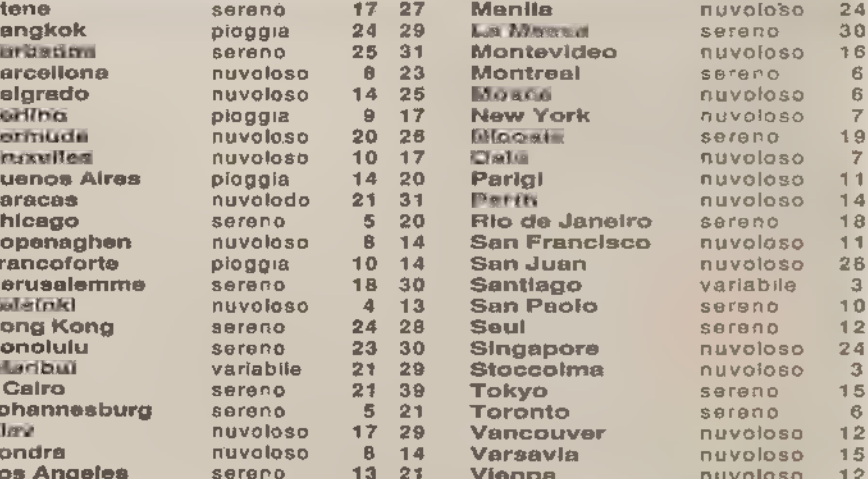 tene sereno 17 27 Manila nuvoloso 24
angkok pioggia 24 29 sereno 30
sereno 25 31 Montevideo nuvoloso 16
arcellona nuvoloso 8 23 Montreal sereno 6
elgrado nuvoloso 14 25 nuvoloso 6
pioggia 9 17 New York nuvoloso 7
nuvoloso 20 26 sereno 19
nuvoloso 10 17 nuvoloso 7
uenos Aires pioggia 14 20 Parigi nuvoloso 11
aracas nuvolodo 21 31 nuvoloso 14
hicago sereno 5 20 Rio de Janeiro sereno 18
openaghen nuvoloso 8 14 San Francisco nuvoloso 11
rancoforte pioggia 10 14 San Juan nuvoloso 26
erusalemme sereno 18 30 Santiago variabile 3
nuvoloso 4 13 San Paolo sereno 10
ong Kong sereno 24 28 Seul sereno 12
onolulu sereno 23 30 Singapore nuvoloso 24
variabile 21 29 Stoccolma nuvoloso 3
Cairo sereno 21 39 Tokyo sereno 15
ohannesburg sereno 5 21 Toronto sereno 6
nuvoloso 17 29 Vancouver nuvoloso 12
ondra nuvoloso 8 14 Varsavia nuvoloso 15
os Angeles sereno 13 21 Vienna nuvoloso 12